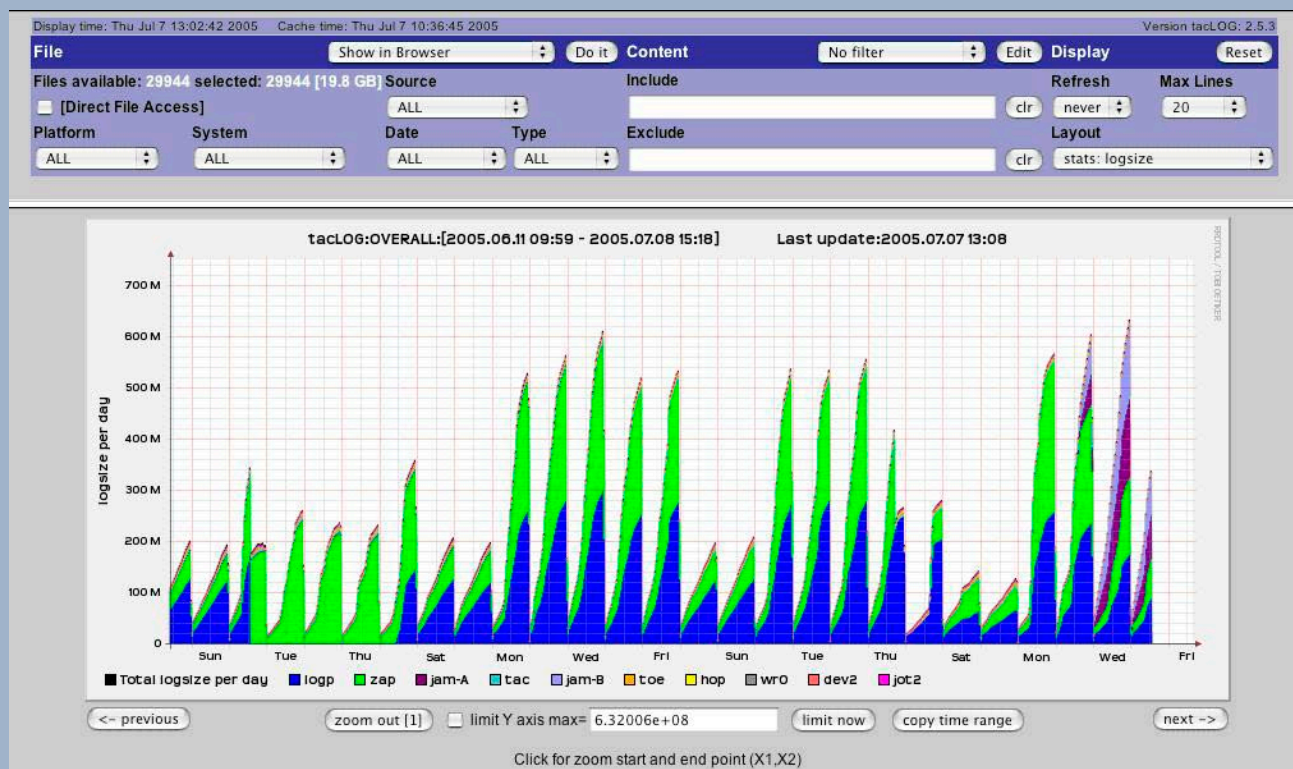 Display time: Thu Jul 7 13:02:42 2005 Cache time: Thu Jul 7 10:36:45 2005 Version tacLOG: 2.5.3
File Show in Browser Do it Content No filter Edit Display Reset
Files available: 29944 selected: 29944 [19.8 GB] Source Include Refresh Max Lines
[Direct File Access] ALL clr never 20
Platform System Date Type Exclude Layout
ALL ALL ALL ALL clr stats: logsize
tacLOG:OVERALL:[2005.06.11 09:59 - 2005.07.08 15:18] Last update:2005.07.07 13:08
RRDTOOL / TOBI OETIKER
logsize per day
700 M
600 M
500 M
400 M
300 M
200 M
100 M
0
Sun Tue Thu Sat Mon Wed Fri Sun Tue Thu Sat Mon Wed Fri
Total logsize per day logp zap jam-A tac jam-B toe hop wr0 dev2 jot2
<- previous zoom out [1] limit Y axis max= 6.32006e+08 limit now copy time range next ->
Click for zoom start and end point (X1,X2)